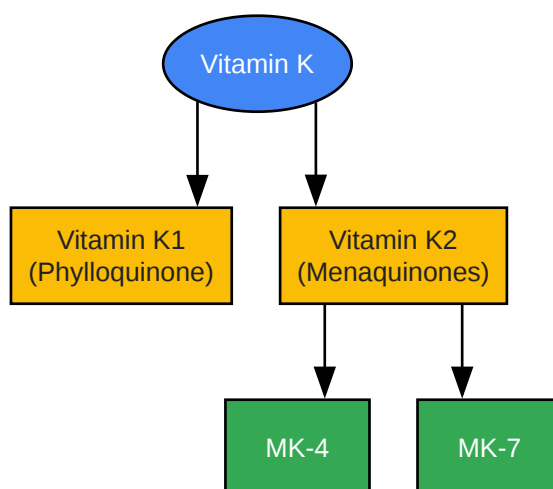 Vitamin K
Vitamin K1
(Phylloquinone)
Vitamin K2
(Menaquinones)
MK-4
MK-7